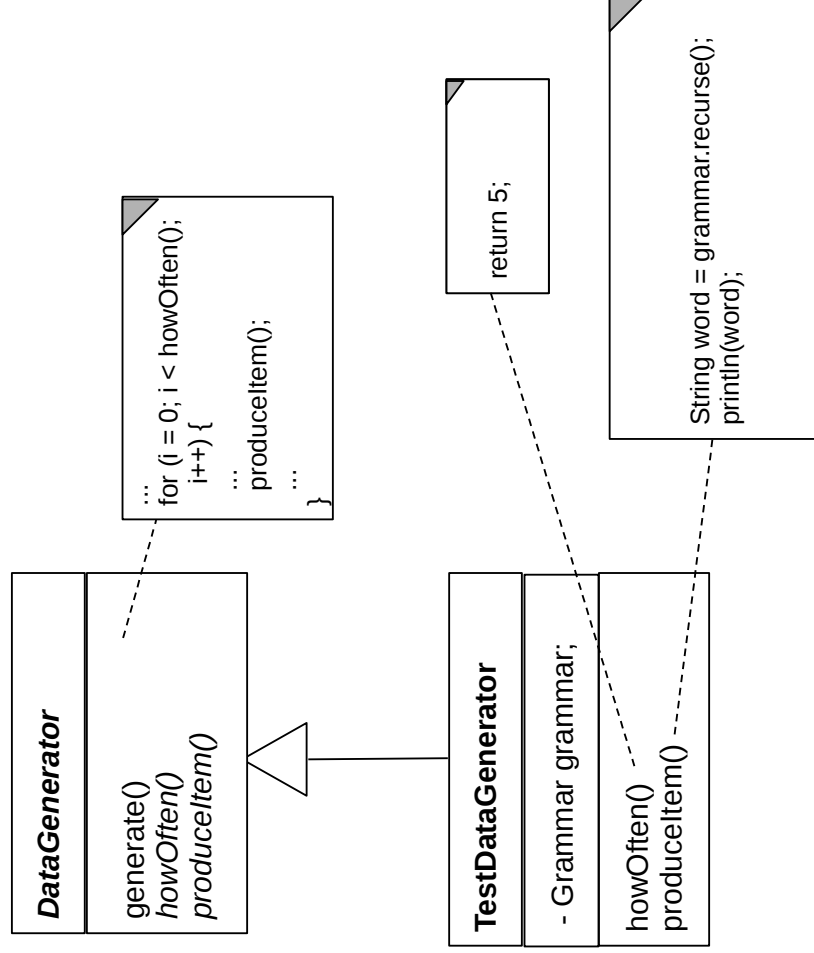 DataGenerator
generate()
howOften()
produceItem()
...
for (i = 0; i < howOften();
i++) {
...
produceItem();
...
}
TestDataGenerator
- Grammar grammar;
howOften()
produceItem()
return 5;
String word = grammar.recurse();
println(word);